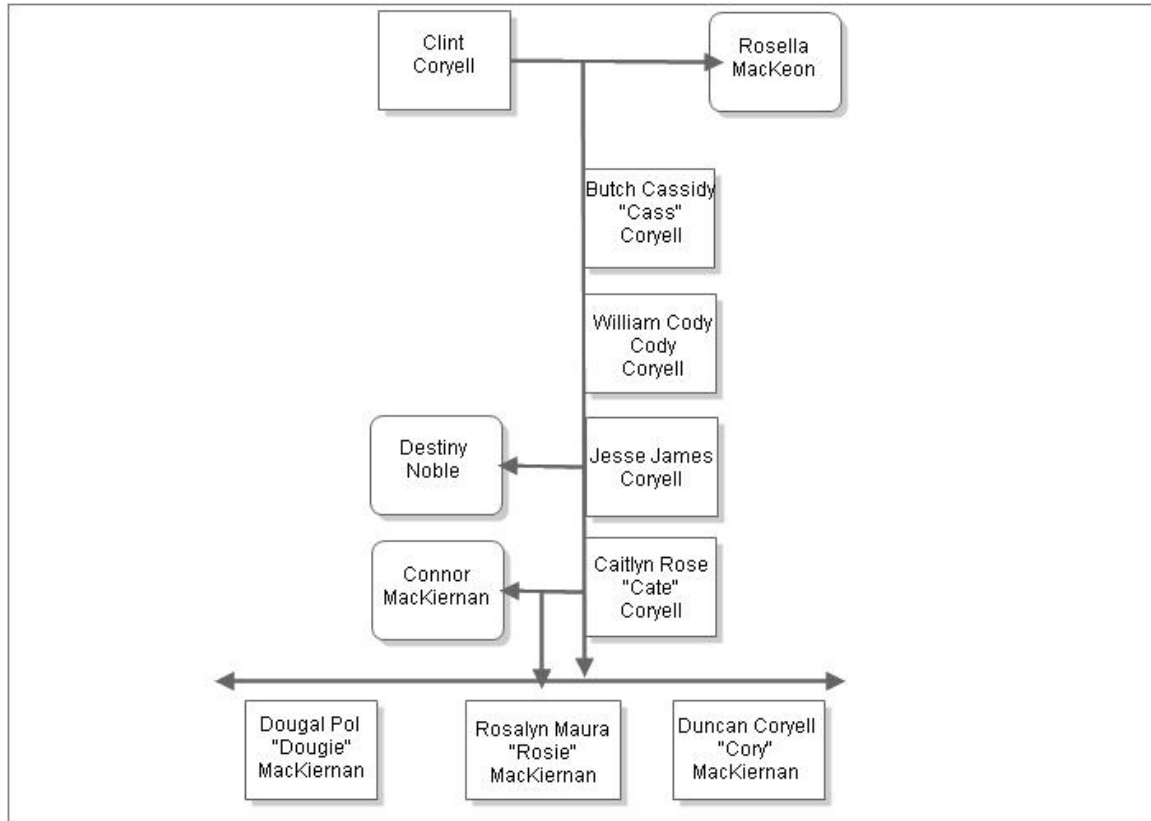 Clint
Coryell
Rosella
MacKeon
Butch Cassidy
"Cass"
Coryell
William Cody
Cody
Coryell
Destiny
Noble
Jesse James
Coryell
Connor
MacKiernan
Caitlyn Rose
"Cate"
Coryell
Dougal Pol
"Dougie"
MacKiernan
Rosalyn Maura
"Rosie"
MacKiernan
Duncan Coryell
"Cory"
MacKiernan